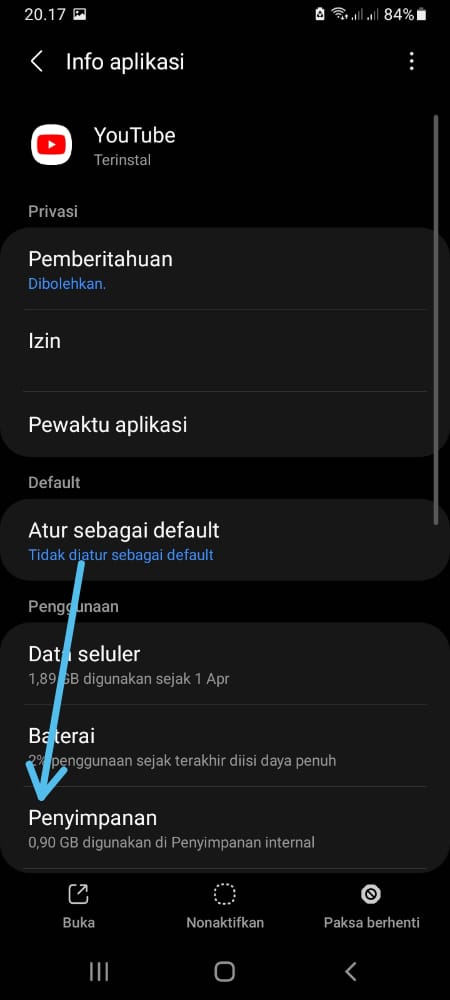 20.17
84%
Info aplikasi
YouTube
Terinstal
Privasi
Pemberitahuan
Dibolehkan.
Izin
Pewaktu aplikasi
Default
Atur sebagai default
Tidak diatur sebagai default
Penggunaan
Data seluler
1,89 GB digunakan sejak 1 Apr
Baterai
2% penggunaan sejak terakhir diisi daya penuh
Penyimpanan
0,90 GB digunakan di Penyimpanan internal
Buka
Nonaktifkan
Paksa berhenti